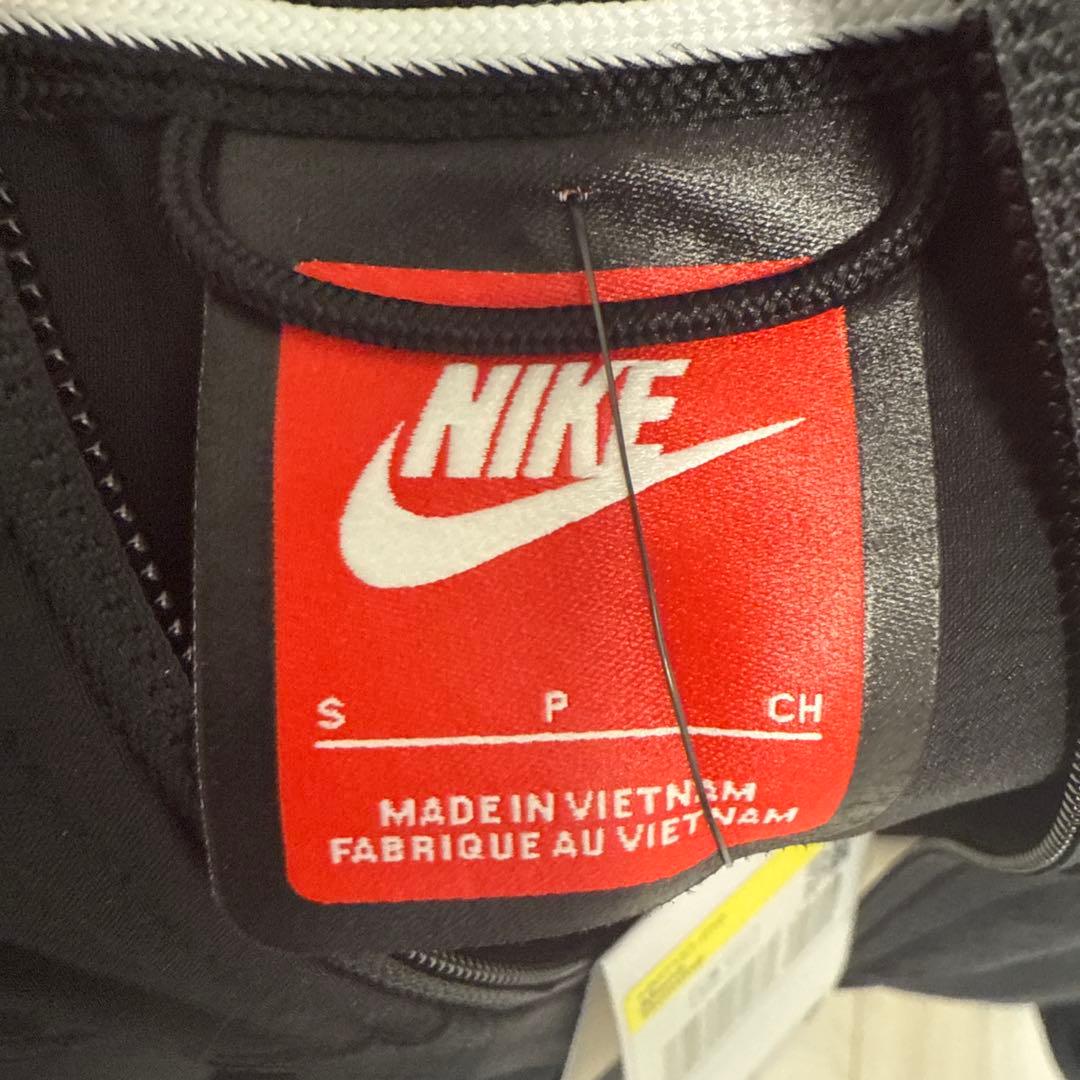 NIKE
S P CH
MADE IN VIETNAM
FABRIQUE AU VIETNAM